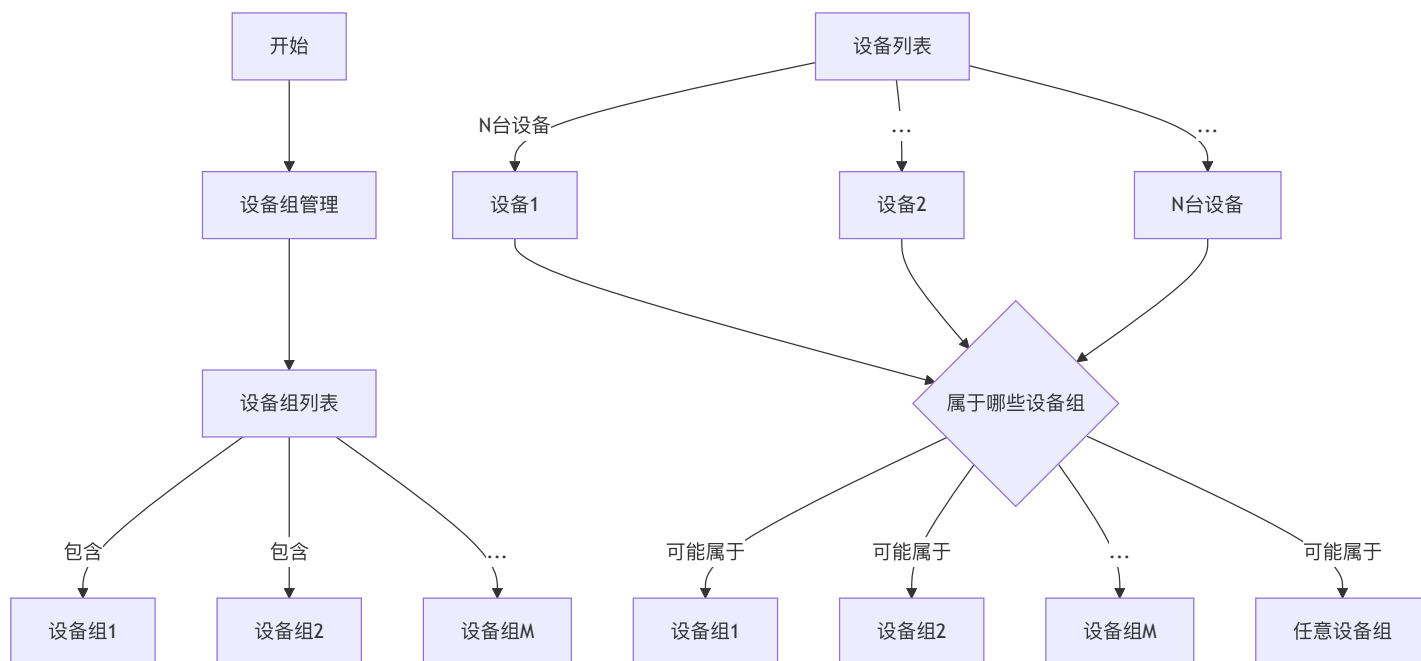 开始
设备列表
N台设备
...
...
设备组管理
设备1
设备2
N台设备
设备组列表
属于哪些设备组
包含
包含
...
可能属于
可能属于
...
可能属于
设备组1
设备组2
设备组M
设备组1
设备组2
设备组M
任意设备组